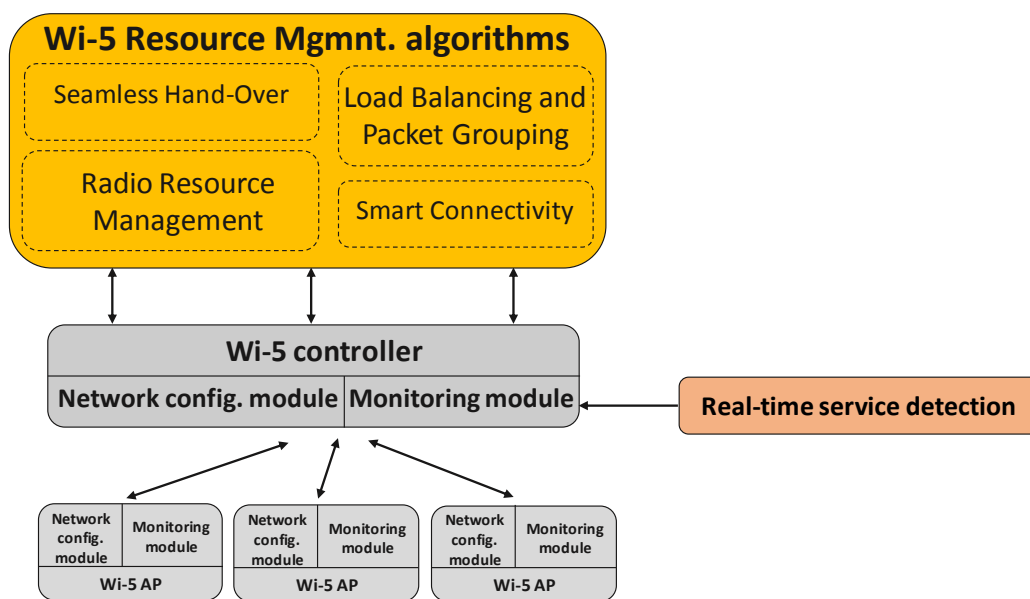 Wi-5 Resource Mgmnt. algorithms
Seamless Hand-Over
Load Balancing and
Packet Grouping
Radio Resource
Management
Smart Connectivity
Wi-5 controller
Network config. module
Monitoring module
Real-time service detection
Network
config.
module
Monitoring
module
Wi-5 AP
Network
config.
module
Monitoring
module
Wi-5 AP
Network
config.
module
Monitoring
module
Wi-5 AP